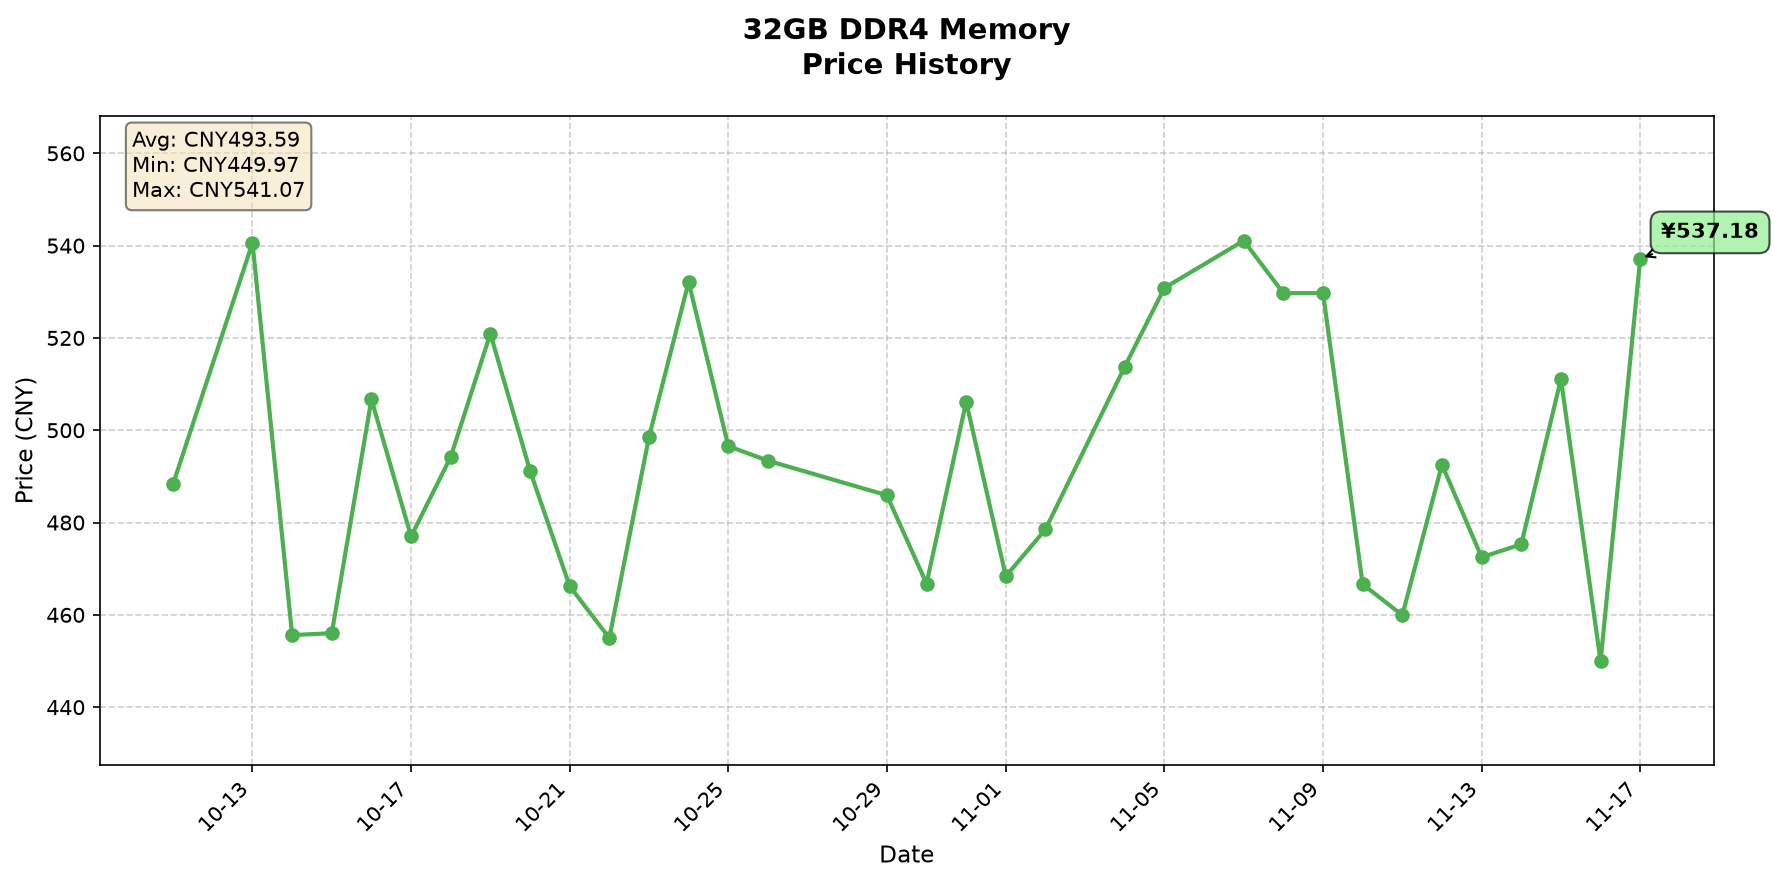 32GB DDR4 Memory
Price History
Avg: CNY493.59
Min: CNY449.97
Max: CNY541.07
¥537.18
Price (CNY)
560
540
520
500
480
460
440
10-13
10-17
10-21
10-25
10-29
11-01
11-05
11-09
11-13
11-17
Date